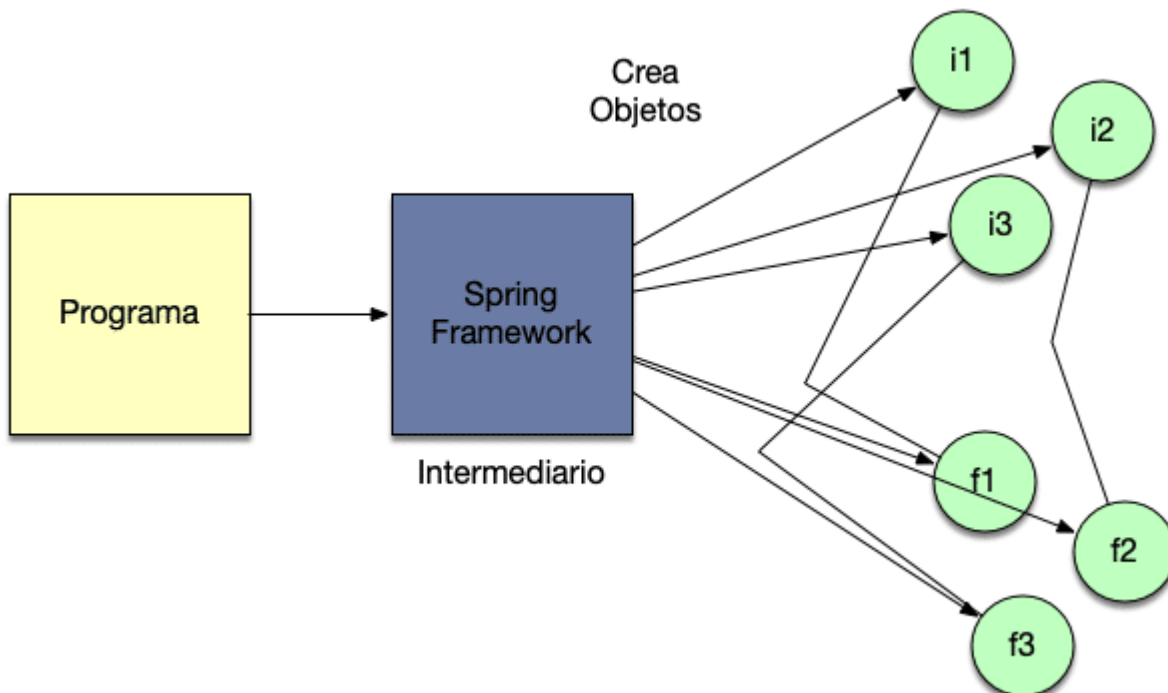 Crea
Objetos
i1
i2
i3
Programa
Spring
Framework
Intermediario
f1
f2
f3